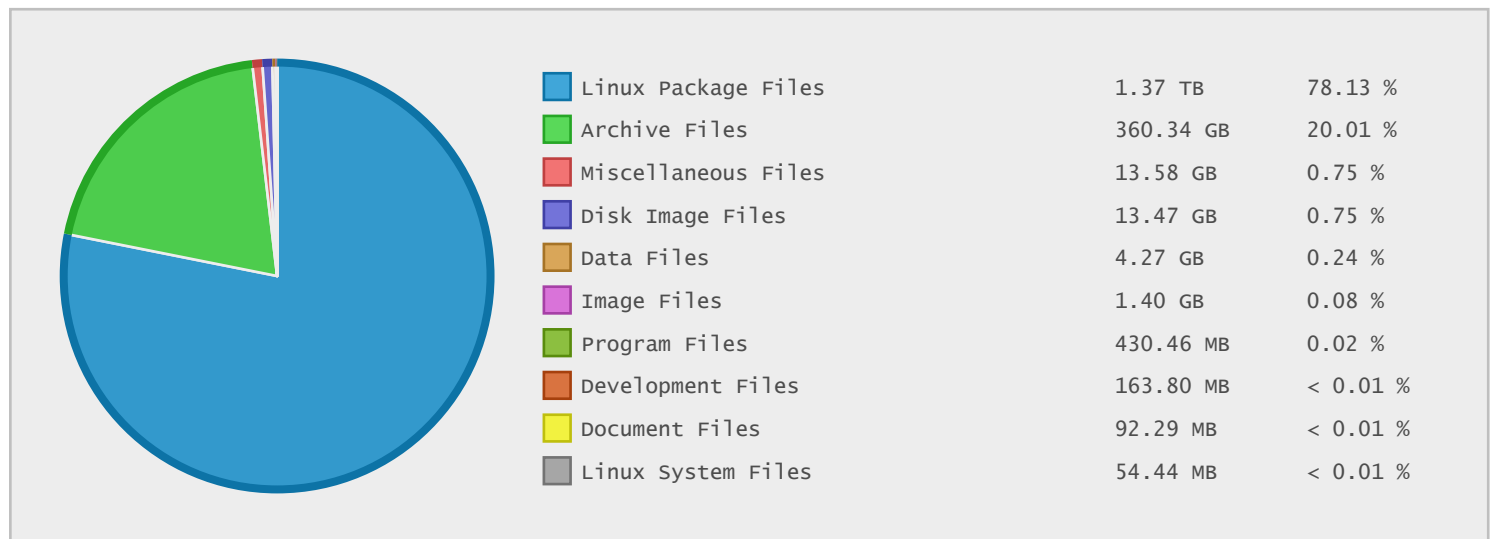 Linux Package Files 1.37 TB 78.13 %
Archive Files 360.34 GB 20.01 %
Miscellaneous Files 13.58 GB 0.75 %
Disk Image Files 13.47 GB 0.75 %
Data Files 4.27 GB 0.24 %
Image Files 1.40 GB 0.08 %
Program Files 430.46 MB 0.02 %
Development Files 163.80 MB < 0.01 %
Document Files 92.29 MB < 0.01 %
Linux System Files 54.44 MB < 0.01 %